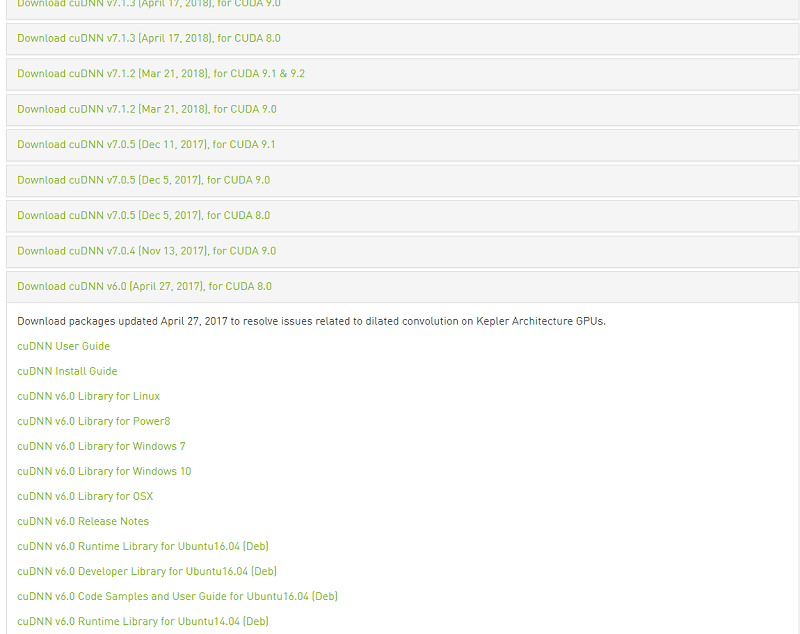 Download cuDNN v7.1.3 (April 17, 2018), for CUDA 9.0
Download cuDNN v7.1.3 (April 17, 2018), for CUDA 8.0
Download cuDNN v7.1.2 (Mar 21, 2018), for CUDA 9.1 & 9.2
Download cuDNN v7.1.2 (Mar 21, 2018), for CUDA 9.0
Download cuDNN v7.0.5 (Dec 11, 2017), for CUDA 9.1
Download cuDNN v7.0.5 (Dec 5, 2017), for CUDA 9.0
Download cuDNN v7.0.5 (Dec 5, 2017), for CUDA 8.0
Download cuDNN v7.0.4 (Nov 13, 2017), for CUDA 9.0
Download cuDNN v6.0 (April 27, 2017), for CUDA 8.0
Download packages updated April 27, 2017 to resolve issues related to dilated convolution on Kepler Architecture GPUs.
cuDNN User Guide
cuDNN Install Guide
cuDNN v6.0 Library for Linux
cuDNN v6.0 Library for Power8
cuDNN v6.0 Library for Windows 7
cuDNN v6.0 Library for Windows 10
cuDNN v6.0 Library for OSX
cuDNN v6.0 Release Notes
cuDNN v6.0 Runtime Library for Ubuntu16.04 (Deb)
cuDNN v6.0 Developer Library for Ubuntu16.04 (Deb)
cuDNN v6.0 Code Samples and User Guide for Ubuntu16.04 (Deb)
cuDNN v6.0 Runtime Library for Ubuntu14.04 (Deb)